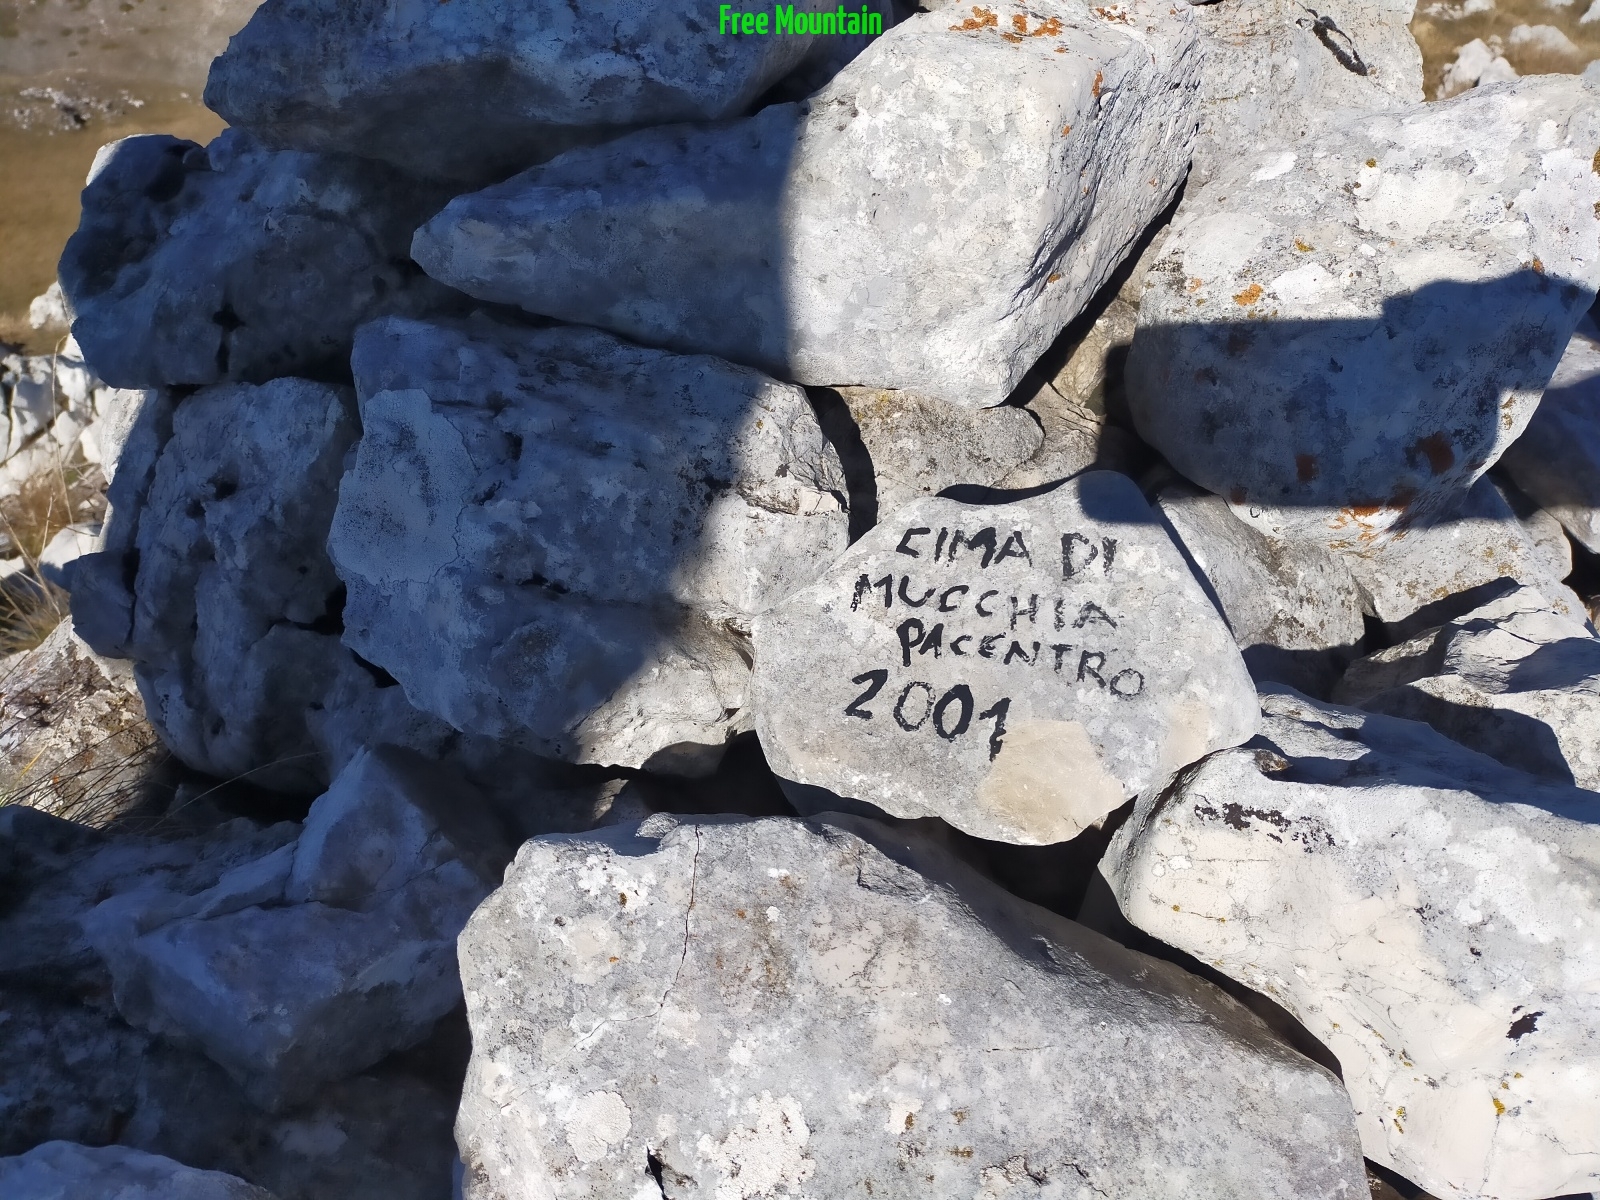 Free Mountain
CIMA DI
MUCCHIA
PACENTRO
2001